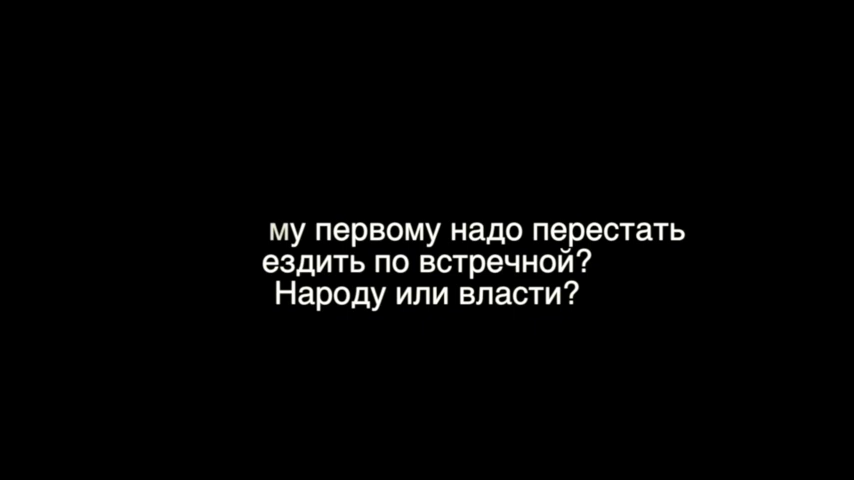 му первому надо перестать
ездить по встречной?
Народу или власти?